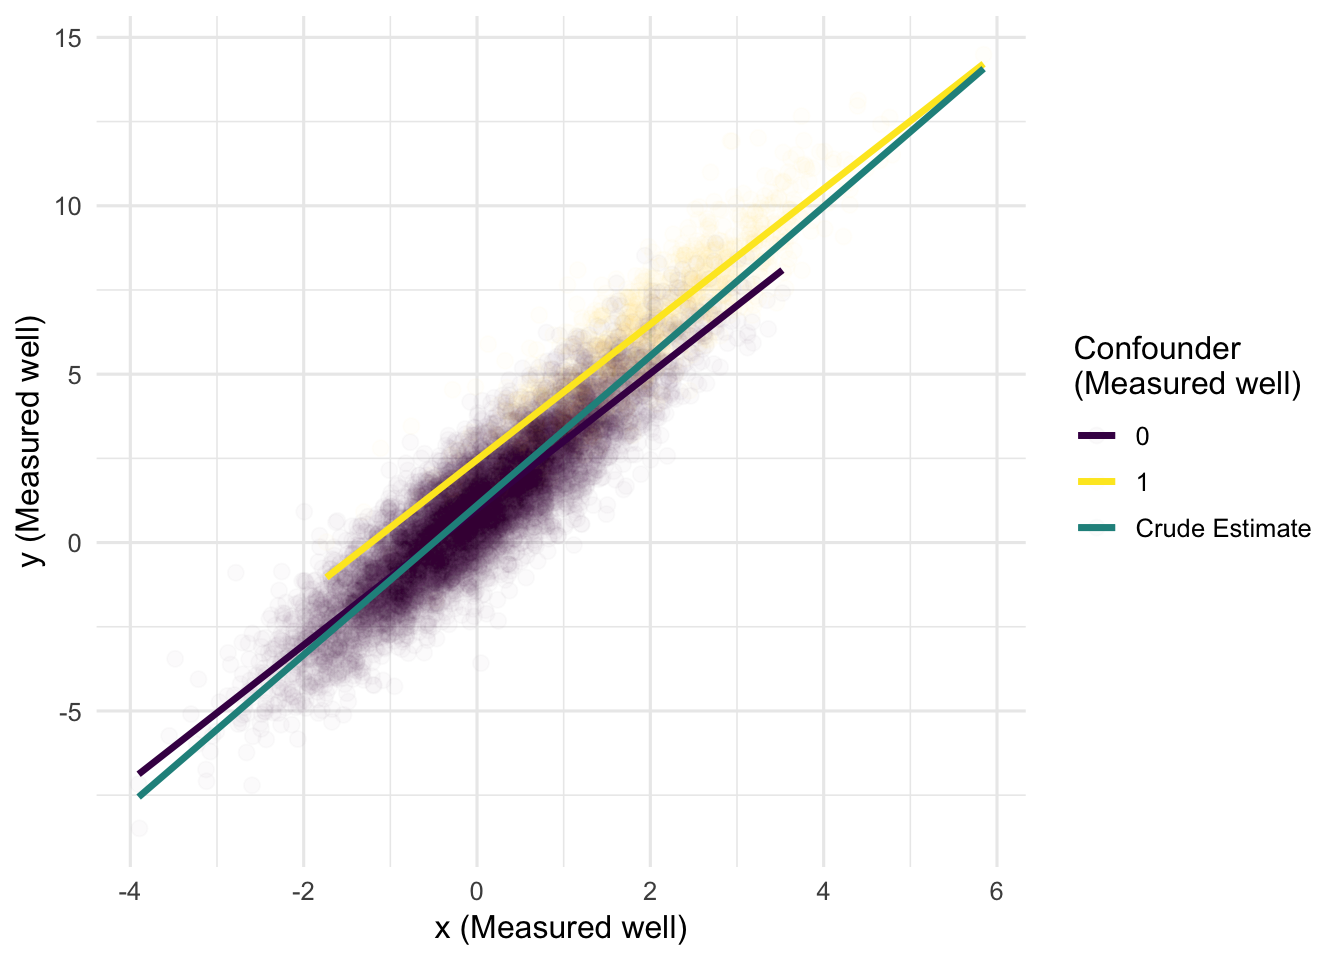 15
10
5
0
-5
y (Measured well)
-4
-2
0
2
4
6
x (Measured well)
Confounder
(Measured well)
0
1
Crude Estimate